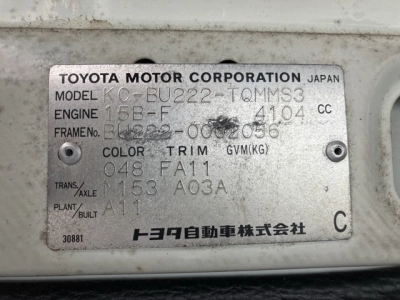 TOYOTA MOTOR CORPORATION JAPAN
MODEL KC-BU222-TQMMS3
ENGINE 15B-F 4104 CC
FRAME No. BU222-0002056
COLOR TRIM GVM(KG)
048 FA11
TRANS/AXLE M153 A03A
PLANT/BUILT A11
C
30881
トヨタ自動車株式会社